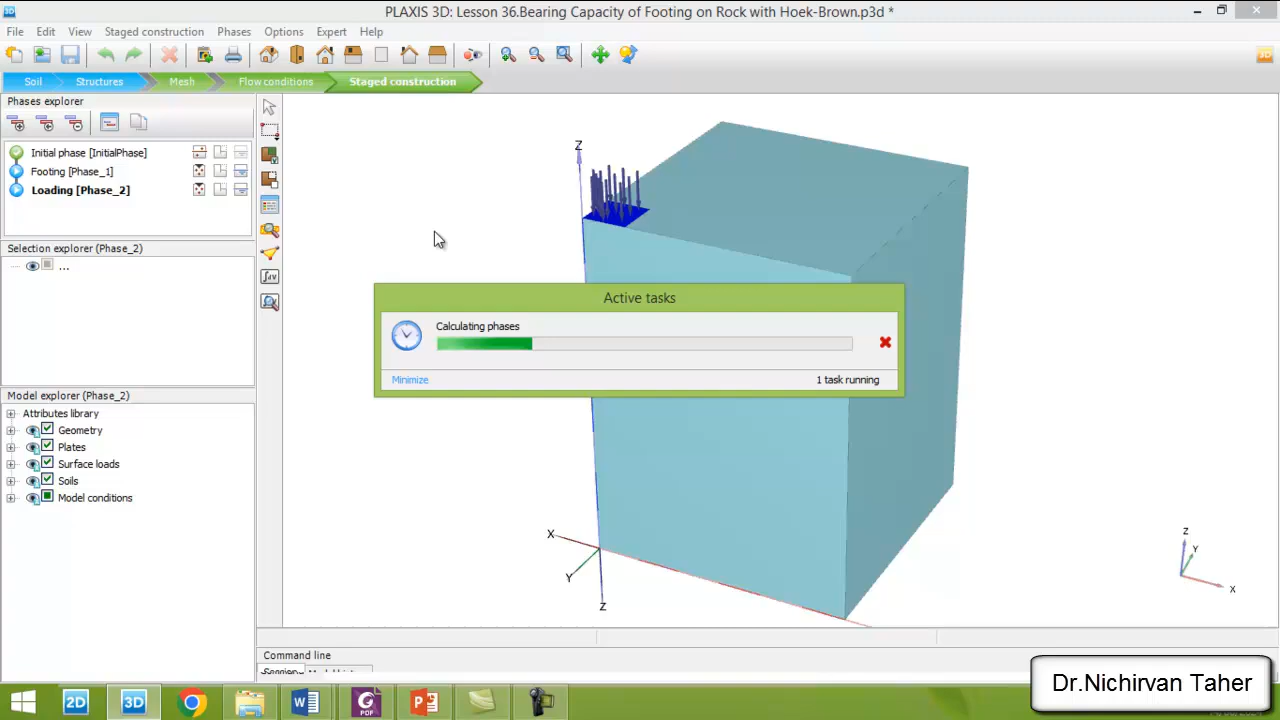 PLAXIS 3D: Lesson 36.Bearing Capacity of Footing on Rock with Hoek-Brown.p3d *
File Edit View Staged construction Phases Options Expert Help
Soil Structures Mesh Flow conditions Staged construction
Phases explorer
Initial phase [InitialPhase]
Footing [Phase_1]
Loading [Phase_2]
Selection explorer (Phase_2)
...
Model explorer (Phase_2)
Attributes library
Geometry
Plates
Surface loads
Soils
Model conditions
Z
Active tasks
Calculating phases
Minimize 1 task running
X
Y
Z
Z
Y
X
Command line
Dr.Nichirvan Taher
2D 3D W PDF P